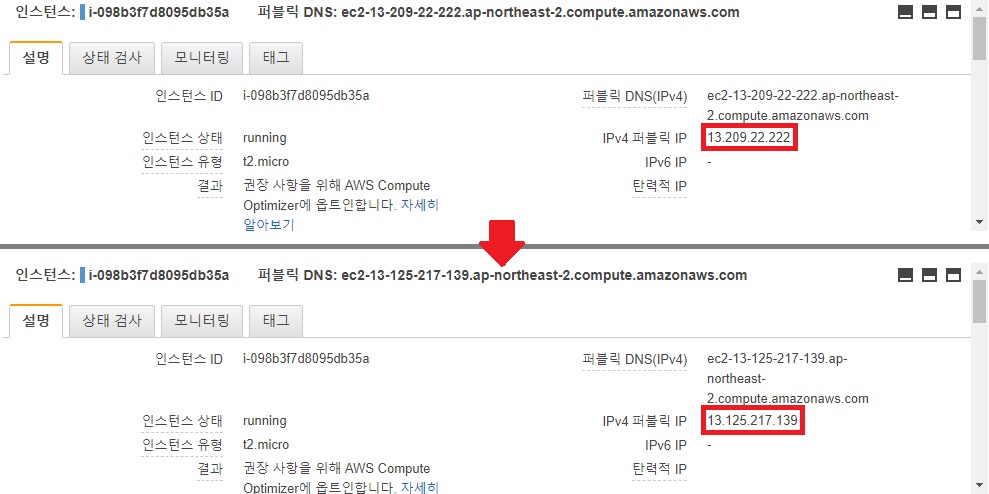 인스턴스: i-098b3f7d8095db35a 퍼블릭 DNS: ec2-13-209-22-222.ap-northeast-2.compute.amazonaws.com
설명 상태 검사 모니터링 태그
인스턴스 ID i-098b3f7d8095db35a 퍼블릭 DNS(IPv4) ec2-13-209-22-222.ap-northeast-
2.compute.amazonaws.com
인스턴스 상태 running IPv4 퍼블릭 IP 13.209.22.222
인스턴스 유형 t2.micro IPv6 IP -
결과 권장 사항을 위해 AWS Compute 탄력적 IP
Optimizer에 옵트인합니다. 자세히
알아보기
인스턴스: i-098b3f7d8095db35a 퍼블릭 DNS: ec2-13-125-217-139.ap-northeast-2.compute.amazonaws.com
설명 상태 검사 모니터링 태그
인스턴스 ID i-098b3f7d8095db35a 퍼블릭 DNS(IPv4) ec2-13-125-217-139.ap-
northeast-
2.compute.amazonaws.com
인스턴스 상태 running IPv4 퍼블릭 IP 13.125.217.139
인스턴스 유형 t2.micro IPv6 IP -
결과 권장 사항을 위해 AWS Compute 탄력적 IP
Optimizer에 옵트인합니다. 자세히